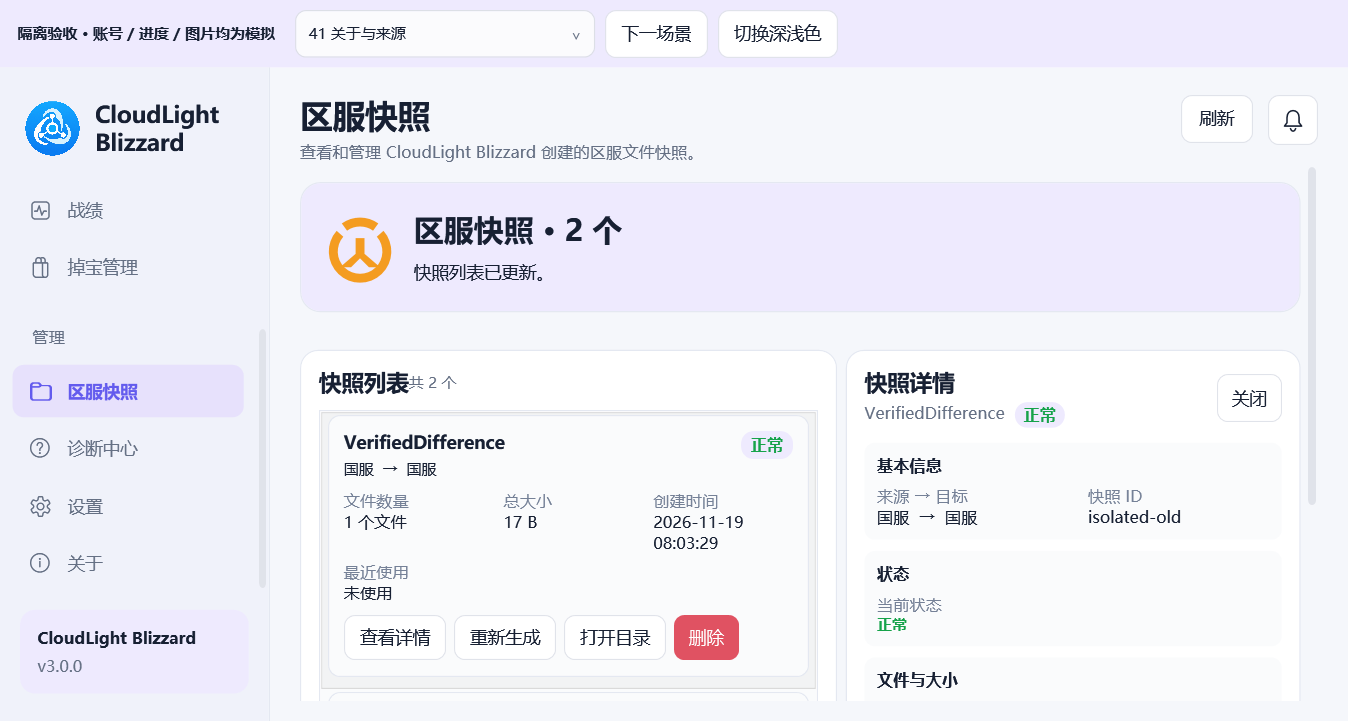 隔离验收 • 账号 / 进度 / 图片均为模拟
41 关于与来源
下一场景
切换深浅色
CloudLight
Blizzard
战绩
掉宝管理
管理
区服快照
诊断中心
设置
关于
CloudLight Blizzard
v3.0.0
区服快照
查看和管理 CloudLight Blizzard 创建的区服文件快照。
刷新
区服快照 • 2 个
快照列表已更新。
快照列表共 2 个
VerifiedDifference
正常
国服 → 国服
文件数量 总大小 创建时间
1 个文件 17 B 2026-11-19
08:03:29
最近使用
未使用
查看详情 重新生成 打开目录 删除
快照详情
VerifiedDifference 正常
关闭
基本信息
来源 → 目标 快照 ID
国服 → 国服 isolated-old
状态
当前状态
正常
文件与大小